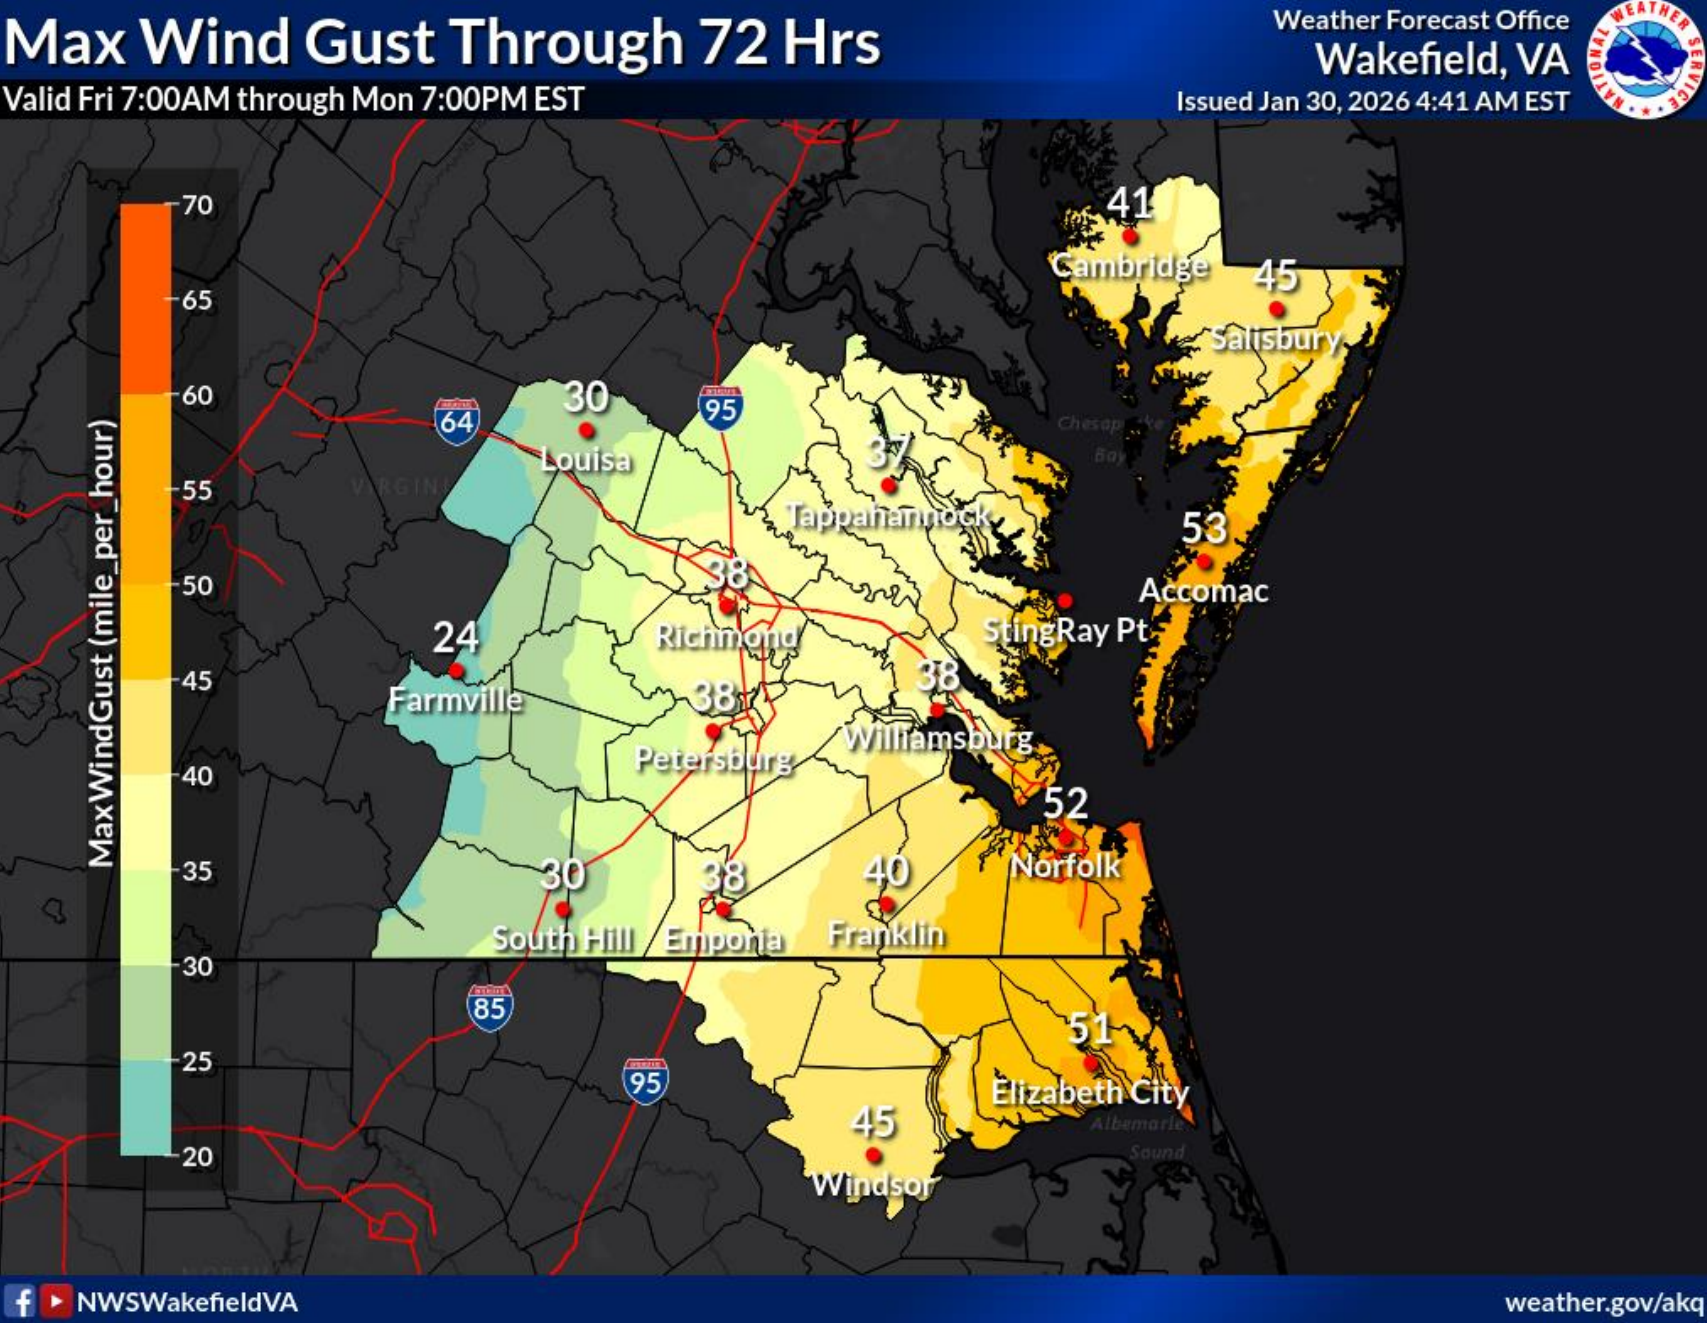 Max Wind Gust Through 72 Hrs
Valid Fri 7:00AM through Mon 7:00PM EST
Weather Forecast Office
Wakefield, VA
Issued Jan 30, 2026 4:41 AM EST
NATIONAL WEATHER SERVICE
MaxWindGust (mile_per_hour)
70
65
60
55
50
45
40
35
30
25
20
41
Cambridge
45
Salisbury
64
30
Louisa
95
37
Tappahannock
Bay
53
Accomac
38
Richmond
StingRay Pt
24
Farmville
38
Petersburg
38
Williamsburg
52
Norfolk
30
South Hill
38
Emporia
40
Franklin
85
95
51
Elizabeth City
Albemarle
Sound
45
Windsor
NWSWakefieldVA
weather.gov/akq